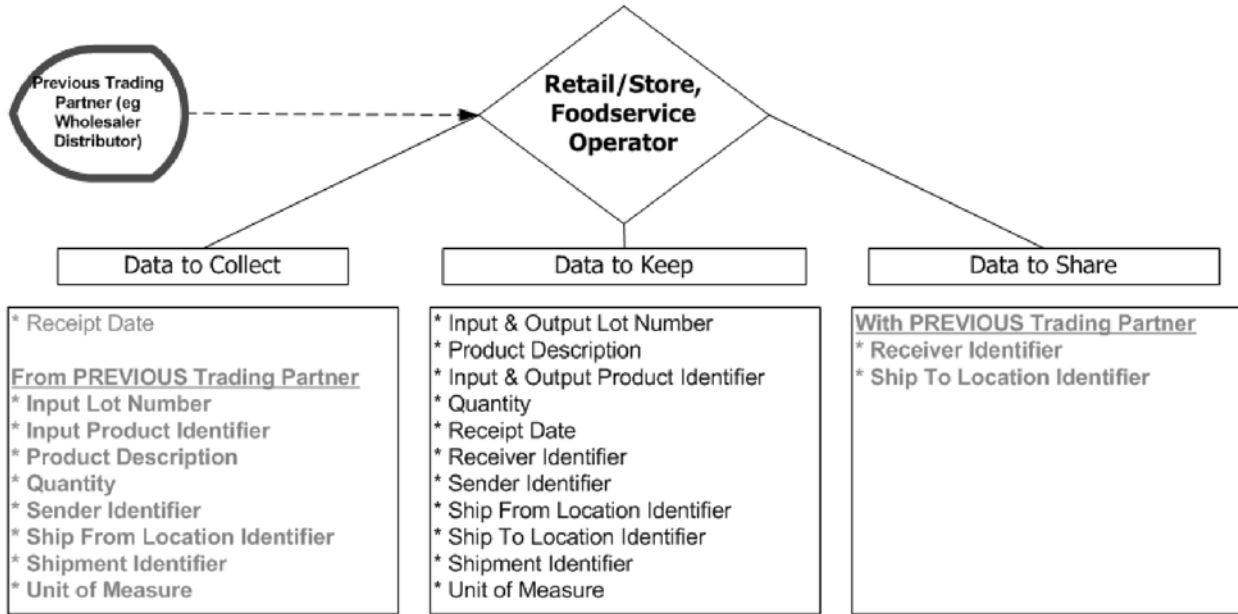 Previous Trading
Partner (eg
Wholesaler
Distributor)
Retail/Store,
Foodservice
Operator
Data to Collect
* Receipt Date
From PREVIOUS Trading Partner
* Input Lot Number
* Input Product Identifier
* Product Description
* Quantity
* Sender Identifier
* Ship From Location Identifier
* Shipment Identifier
* Unit of Measure
Data to Keep
* Input & Output Lot Number
* Product Description
* Input & Output Product Identifier
* Quantity
* Receipt Date
* Receiver Identifier
* Sender Identifier
* Ship From Location Identifier
* Ship To Location Identifier
* Shipment Identifier
* Unit of Measure
Data to Share
With PREVIOUS Trading Partner
* Receiver Identifier
* Ship To Location Identifier